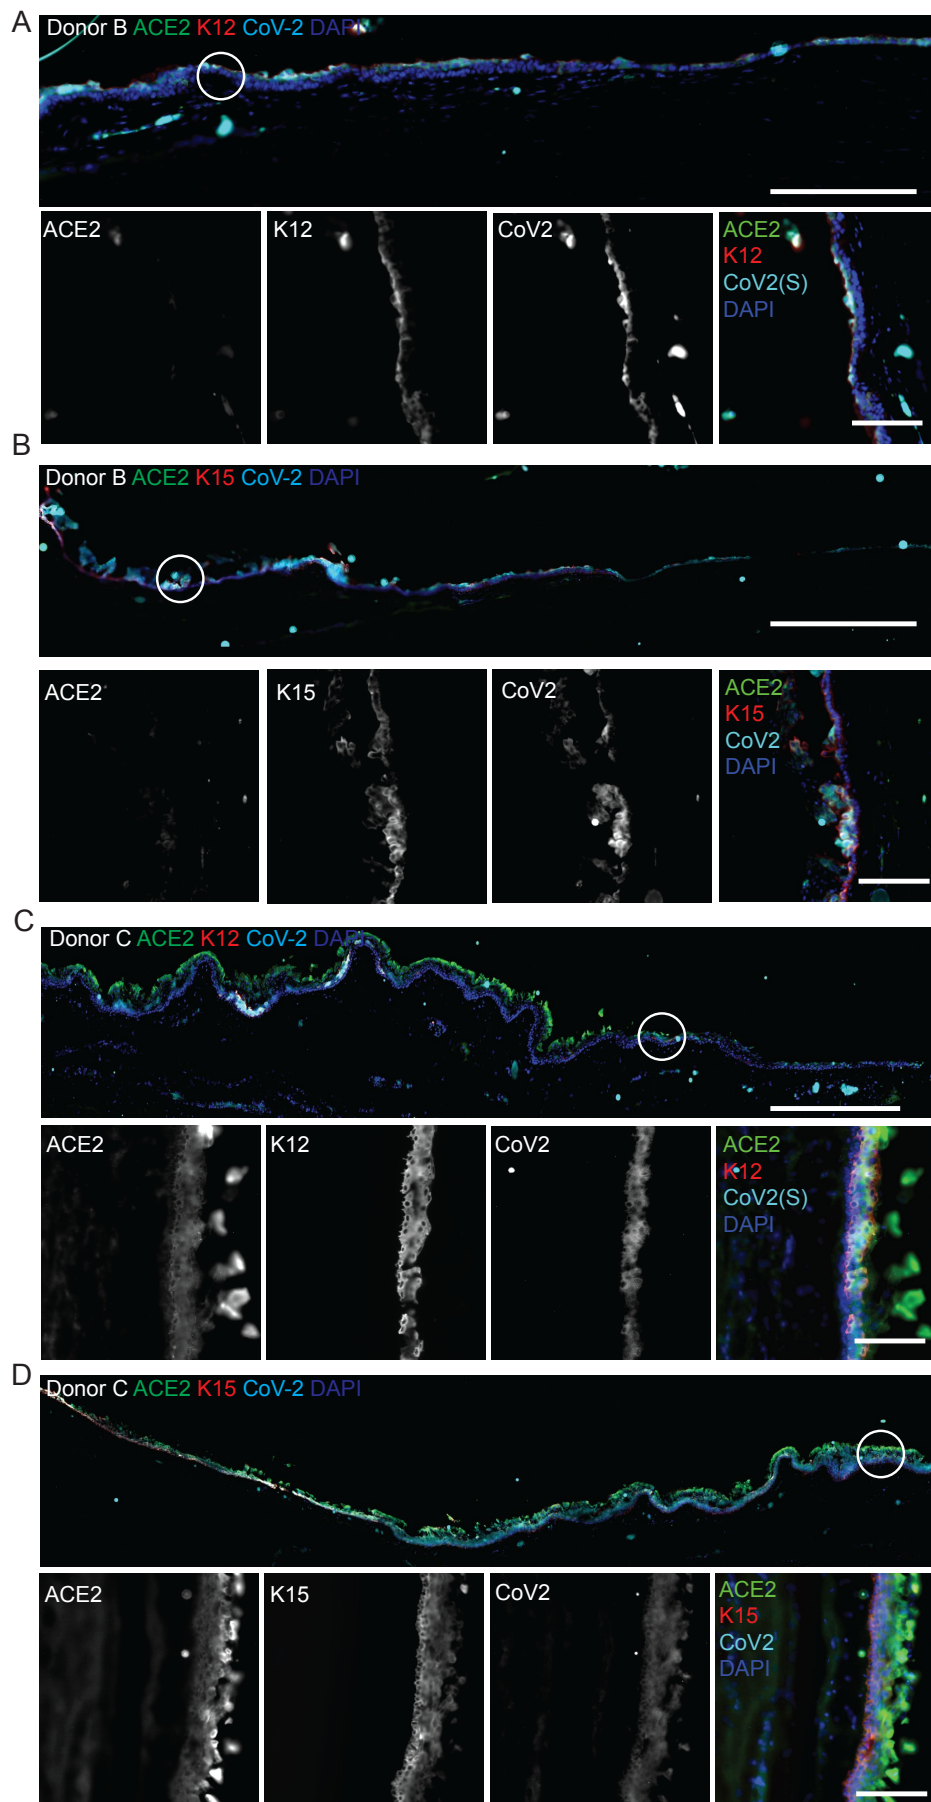 A
Donor B ACE2 K12 CoV-2 DAPI
ACE2
K12
CoV2
ACE2
K12
CoV2(S)
DAPI
B
Donor B ACE2 K15 CoV-2 DAPI
ACE2
K15
CoV2
ACE2
K15
CoV2
DAPI
C
Donor C ACE2 K12 CoV-2 DAPI
ACE2
K12
CoV2
ACE2
K12
CoV2(S)
DAPI
D
Donor C ACE2 K15 CoV-2 DAPI
ACE2
K15
CoV2
ACE2
K15
CoV2
DAPI